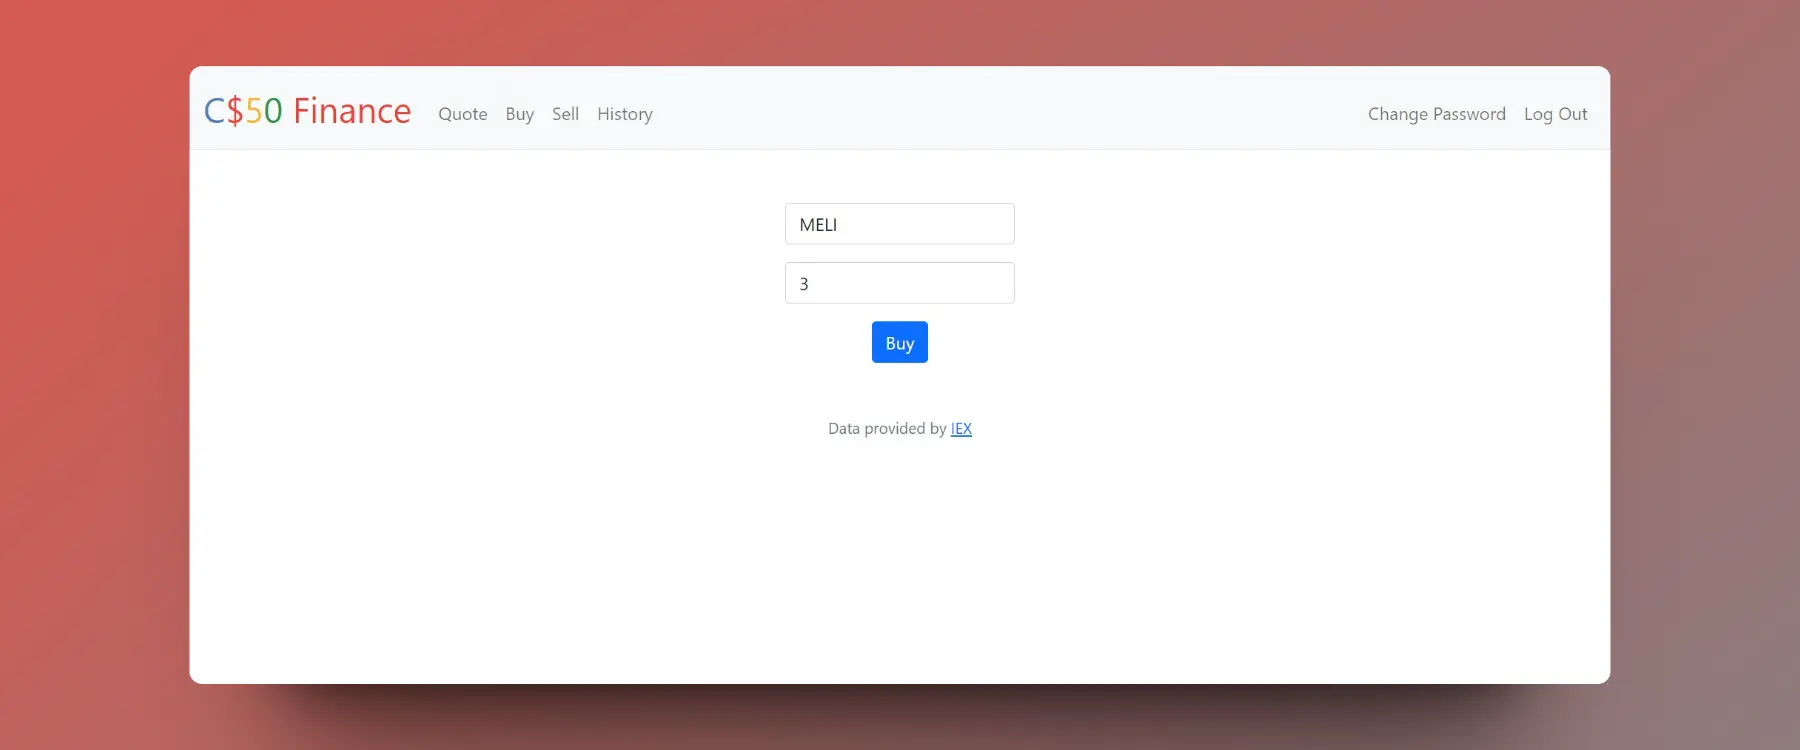 C$50 Finance Quote Buy Sell History Change Password Log Out
MELI
3
Buy
Data provided by IEX